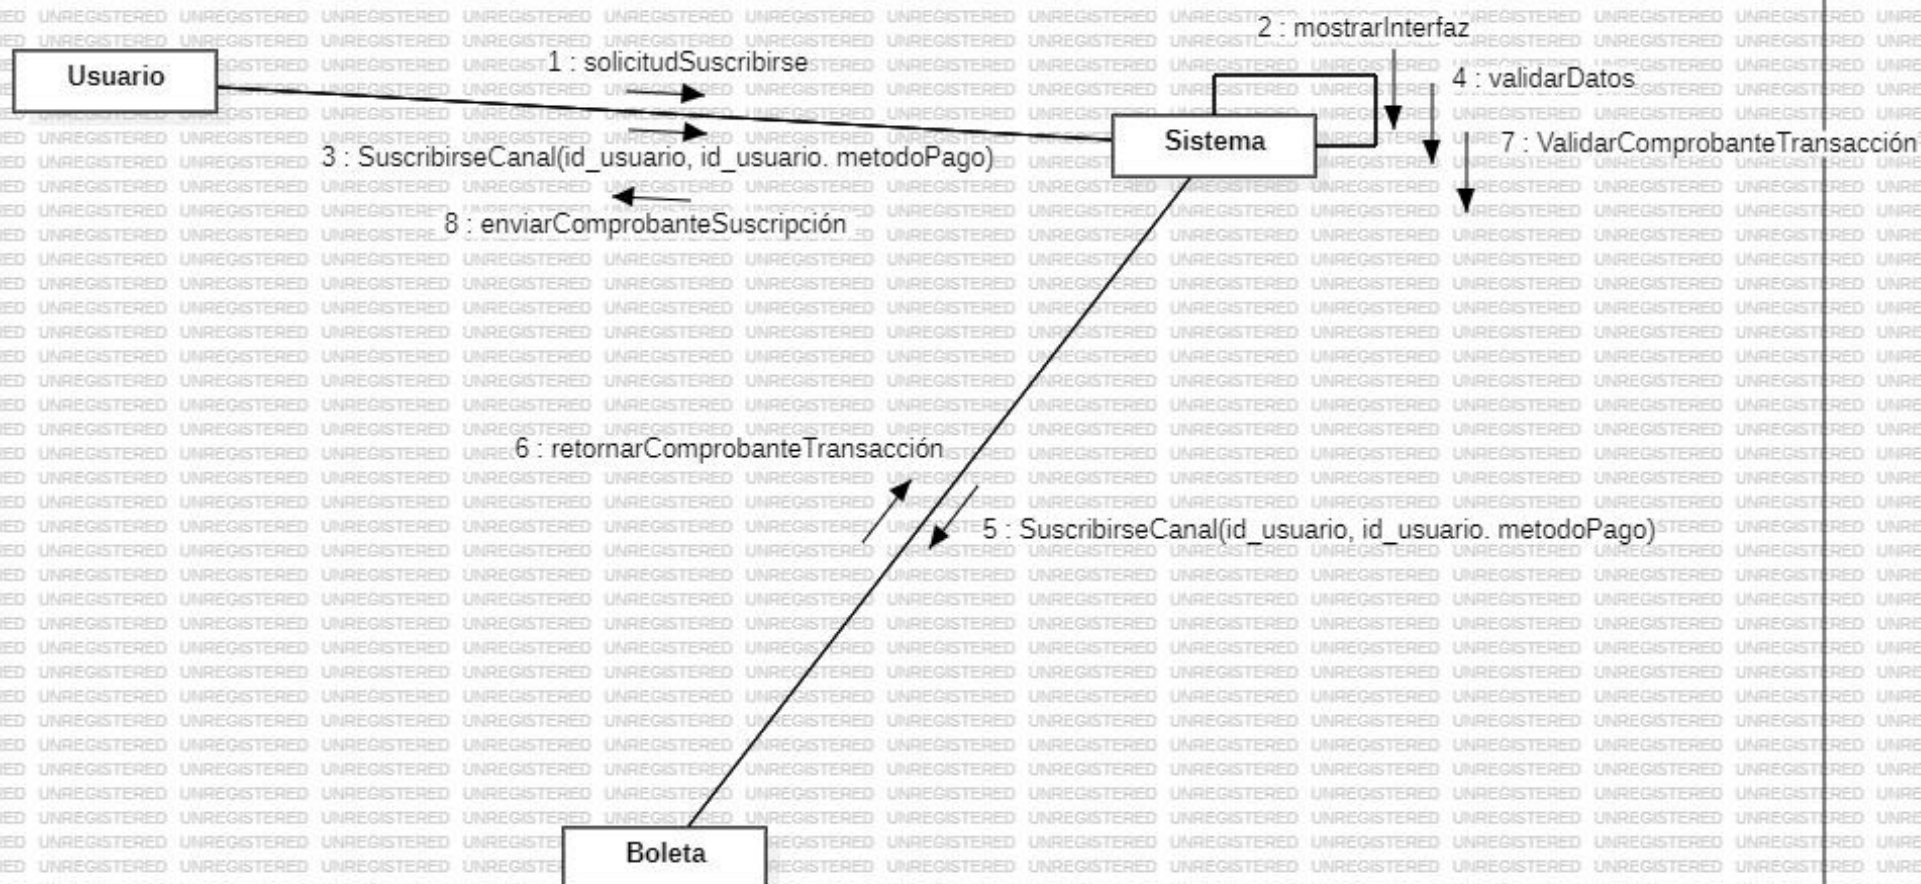 2 : mostrarInterfaz
Usuario
1 : solicitudSuscribirse
4 : validarDatos
Sistema
7 : ValidarComprobanteTransacción
3 : SuscribirseCanal(id_usuario, id_usuario. metodoPago)
8 : enviarComprobanteSuscripción
6 : retornarComprobanteTransacción
5 : SuscribirseCanal(id_usuario, id_usuario. metodoPago)
Boleta
UNREGISTERED